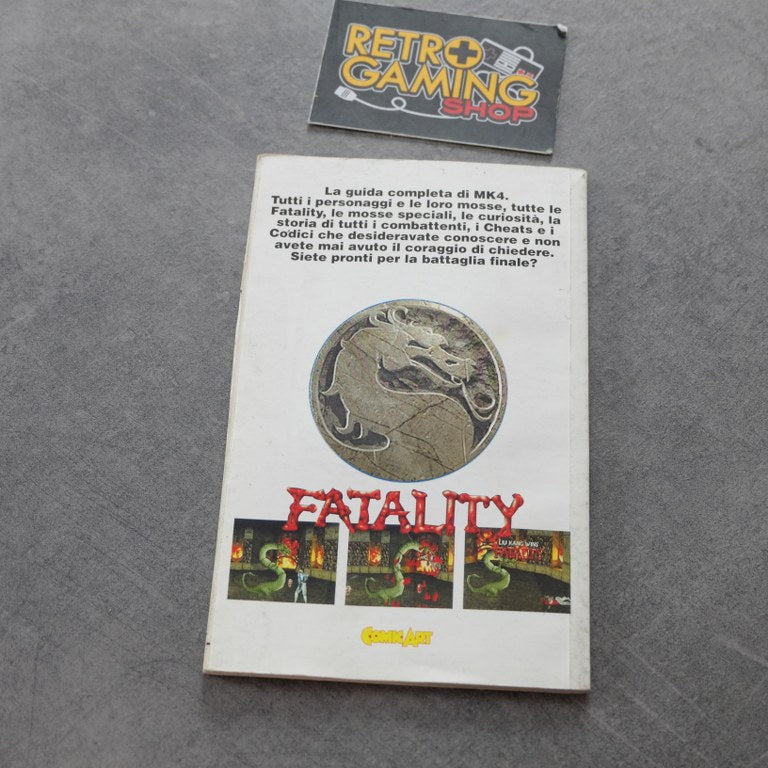 RETRO
GAMING
SHOP
La guida completa di MK4.
Tutti i personaggi e le loro mosse, tutte le
Fatality, le mosse speciali, le curiosità, la
storia di tutti i combattenti, i Cheats e i
Codici che desideravate conoscere e non
avete mai avuto il coraggio di chiedere.
Siete pronti per la battaglia finale?
FATALITY
LIU KANG WINS
FATALITY
COMIC ART